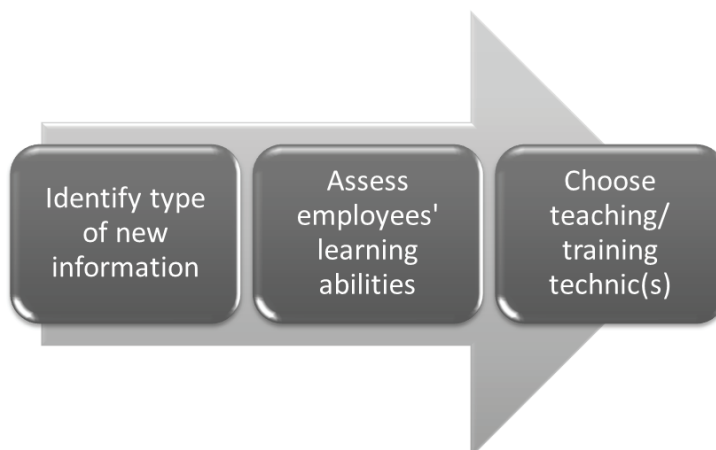 Identify type
of new
information
Assess
employees'
learning
abilities
Choose
teaching/
training
technic(s)